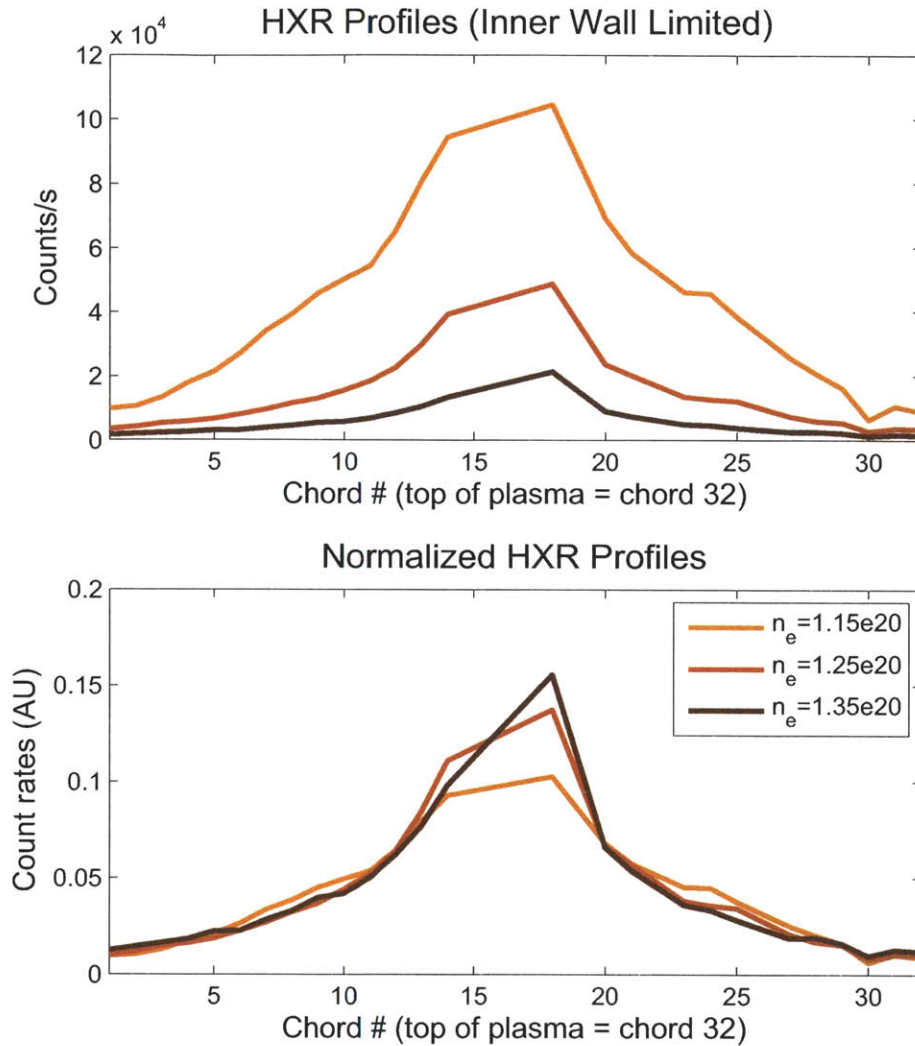 HXR Profiles (Inner Wall Limited)
x 10⁴
12
10
8
6
4
2
0
Counts/s
5 10 15 20 25 30
Chord # (top of plasma = chord 32)
Normalized HXR Profiles
0.2
0.15
0.1
0.05
0
Count rates (AU)
n_e=1.15e20
n_e=1.25e20
n_e=1.35e20
5 10 15 20 25 30
Chord # (top of plasma = chord 32)